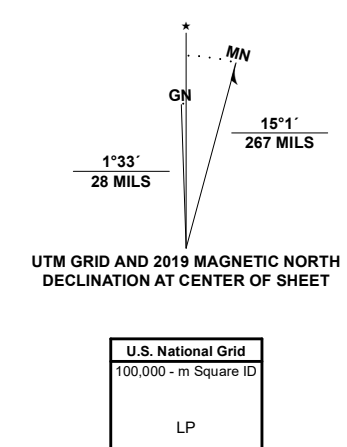 ★
MN
GN
15°1´
267 MILS
1°33´
28 MILS
UTM GRID AND 2019 MAGNETIC NORTH
DECLINATION AT CENTER OF SHEET
U.S. National Grid
100,000 - m Square ID
LP